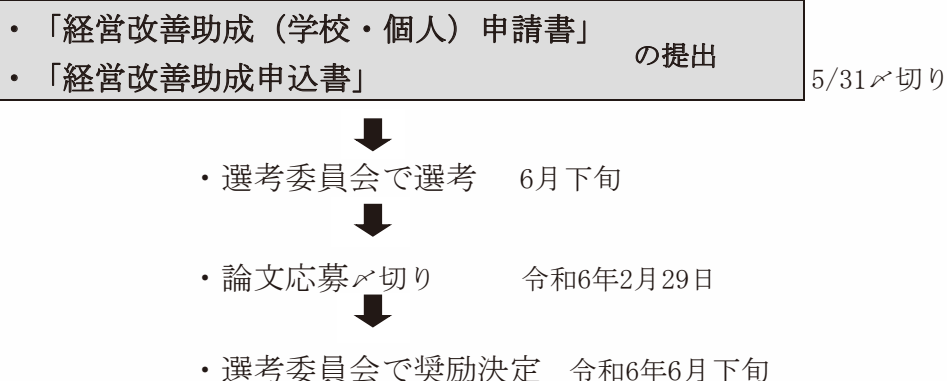 ・「経営改善助成（学校・個人）申請書」
・「経営改善助成申込書」
の提出
5/31〆切り
・選考委員会で選考　6月下旬
・論文応募〆切り　令和6年2月29日
・選考委員会で奨励決定　令和6年6月下旬